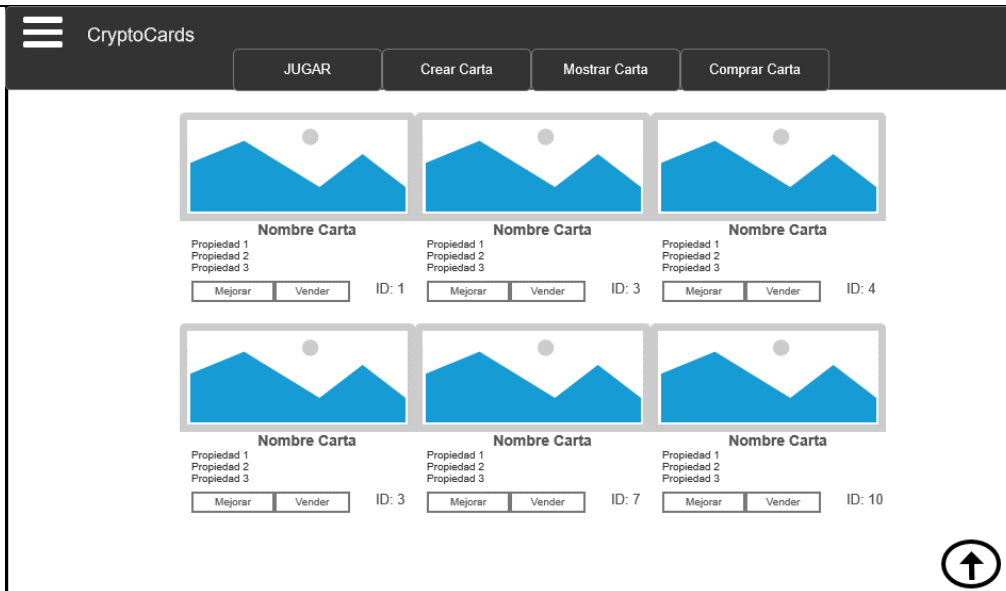 CryptoCards
JUGAR Crear Carta Mostrar Carta Comprar Carta
Nombre Carta Nombre Carta Nombre Carta
Propiedad 1 Propiedad 1 Propiedad 1
Propiedad 2 Propiedad 2 Propiedad 2
Propiedad 3 Propiedad 3 Propiedad 3
Mejorar Vender ID: 1 Mejorar Vender ID: 3 Mejorar Vender ID: 4
Nombre Carta Nombre Carta Nombre Carta
Propiedad 1 Propiedad 1 Propiedad 1
Propiedad 2 Propiedad 2 Propiedad 2
Propiedad 3 Propiedad 3 Propiedad 3
Mejorar Vender ID: 3 Mejorar Vender ID: 7 Mejorar Vender ID: 10